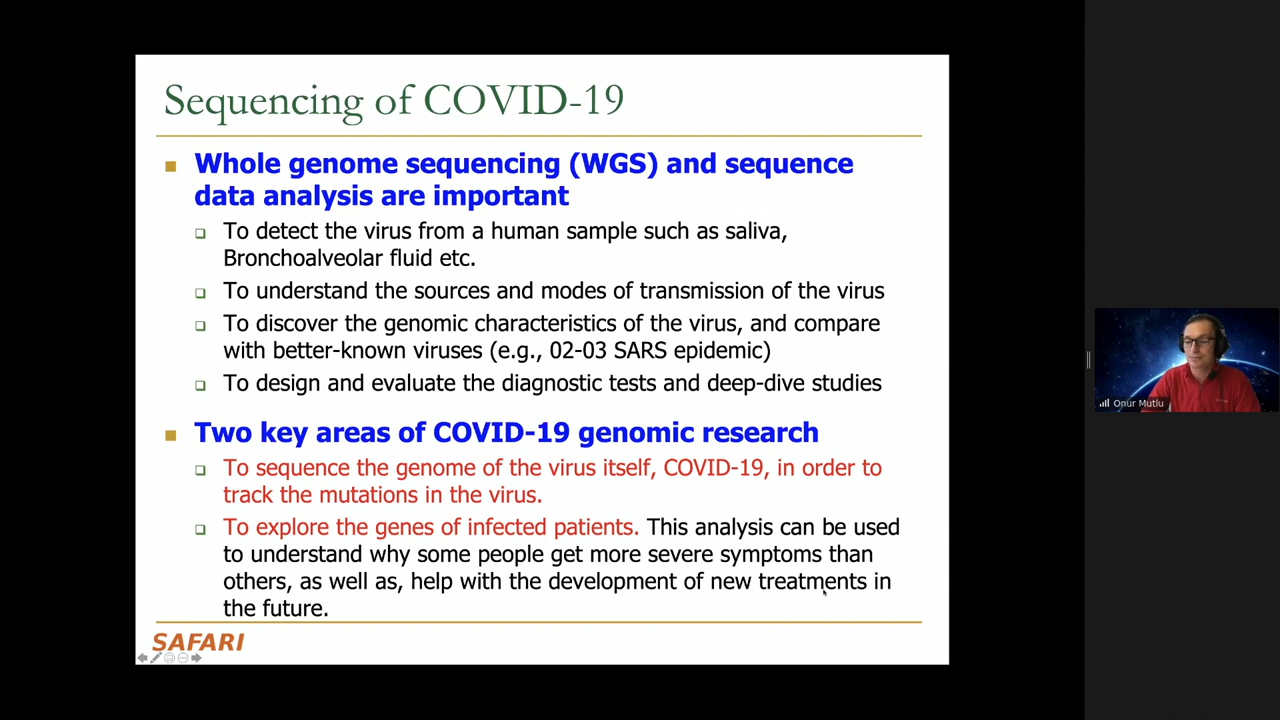 Sequencing of COVID-19
Whole genome sequencing (WGS) and sequence
data analysis are important
To detect the virus from a human sample such as saliva,
Bronchoalveolar fluid etc.
To understand the sources and modes of transmission of the virus
To discover the genomic characteristics of the virus, and compare
with better-known viruses (e.g., 02-03 SARS epidemic)
To design and evaluate the diagnostic tests and deep-dive studies
Two key areas of COVID-19 genomic research
To sequence the genome of the virus itself, COVID-19, in order to
track the mutations in the virus.
To explore the genes of infected patients. This analysis can be used
to understand why some people get more severe symptoms than
others, as well as, help with the development of new treatments in
the future.
SAFARI
Onur Mutlu